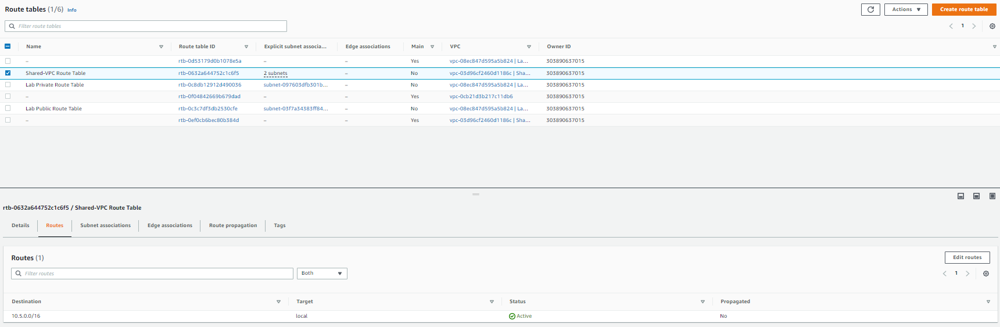 Route tables (1/6) Info
Actions ▼
Create route table
Filter route tables
1
Name Route table ID Explicit subnet associa... Edge associations Main VPC Owner ID
– rtb-0d53179d0b1078e5a – – Yes vpc-08ec847d595a5b824 | La... 303890637015
Shared-VPC Route Table rtb-0632a644752c1c6f5 2 subnets – No vpc-03d96cf2460d1186c | Sha... 303890637015
Lab Private Route Table rtb-0c8db12912d490036 subnet-097603dfb301b... – No vpc-08ec847d595a5b824 | La... 303890637015
– rtb-0f04842669b679dad – – Yes vpc-0cb21d3b217c11db6 303890637015
Lab Public Route Table rtb-0c3c7df3db2530cfe subnet-03f7a34383ff84... – No vpc-08ec847d595a5b824 | La... 303890637015
– rtb-0ef0cb6bec80b384d – – Yes vpc-03d96cf2460d1186c | Sha... 303890637015
rtb-0632a644752c1c6f5 / Shared-VPC Route Table
Details Routes Subnet associations Edge associations Route propagation Tags
Routes (1)
Edit routes
Filter routes
Both
1
Destination Target Status Propagated
10.5.0.0/16 local Active No